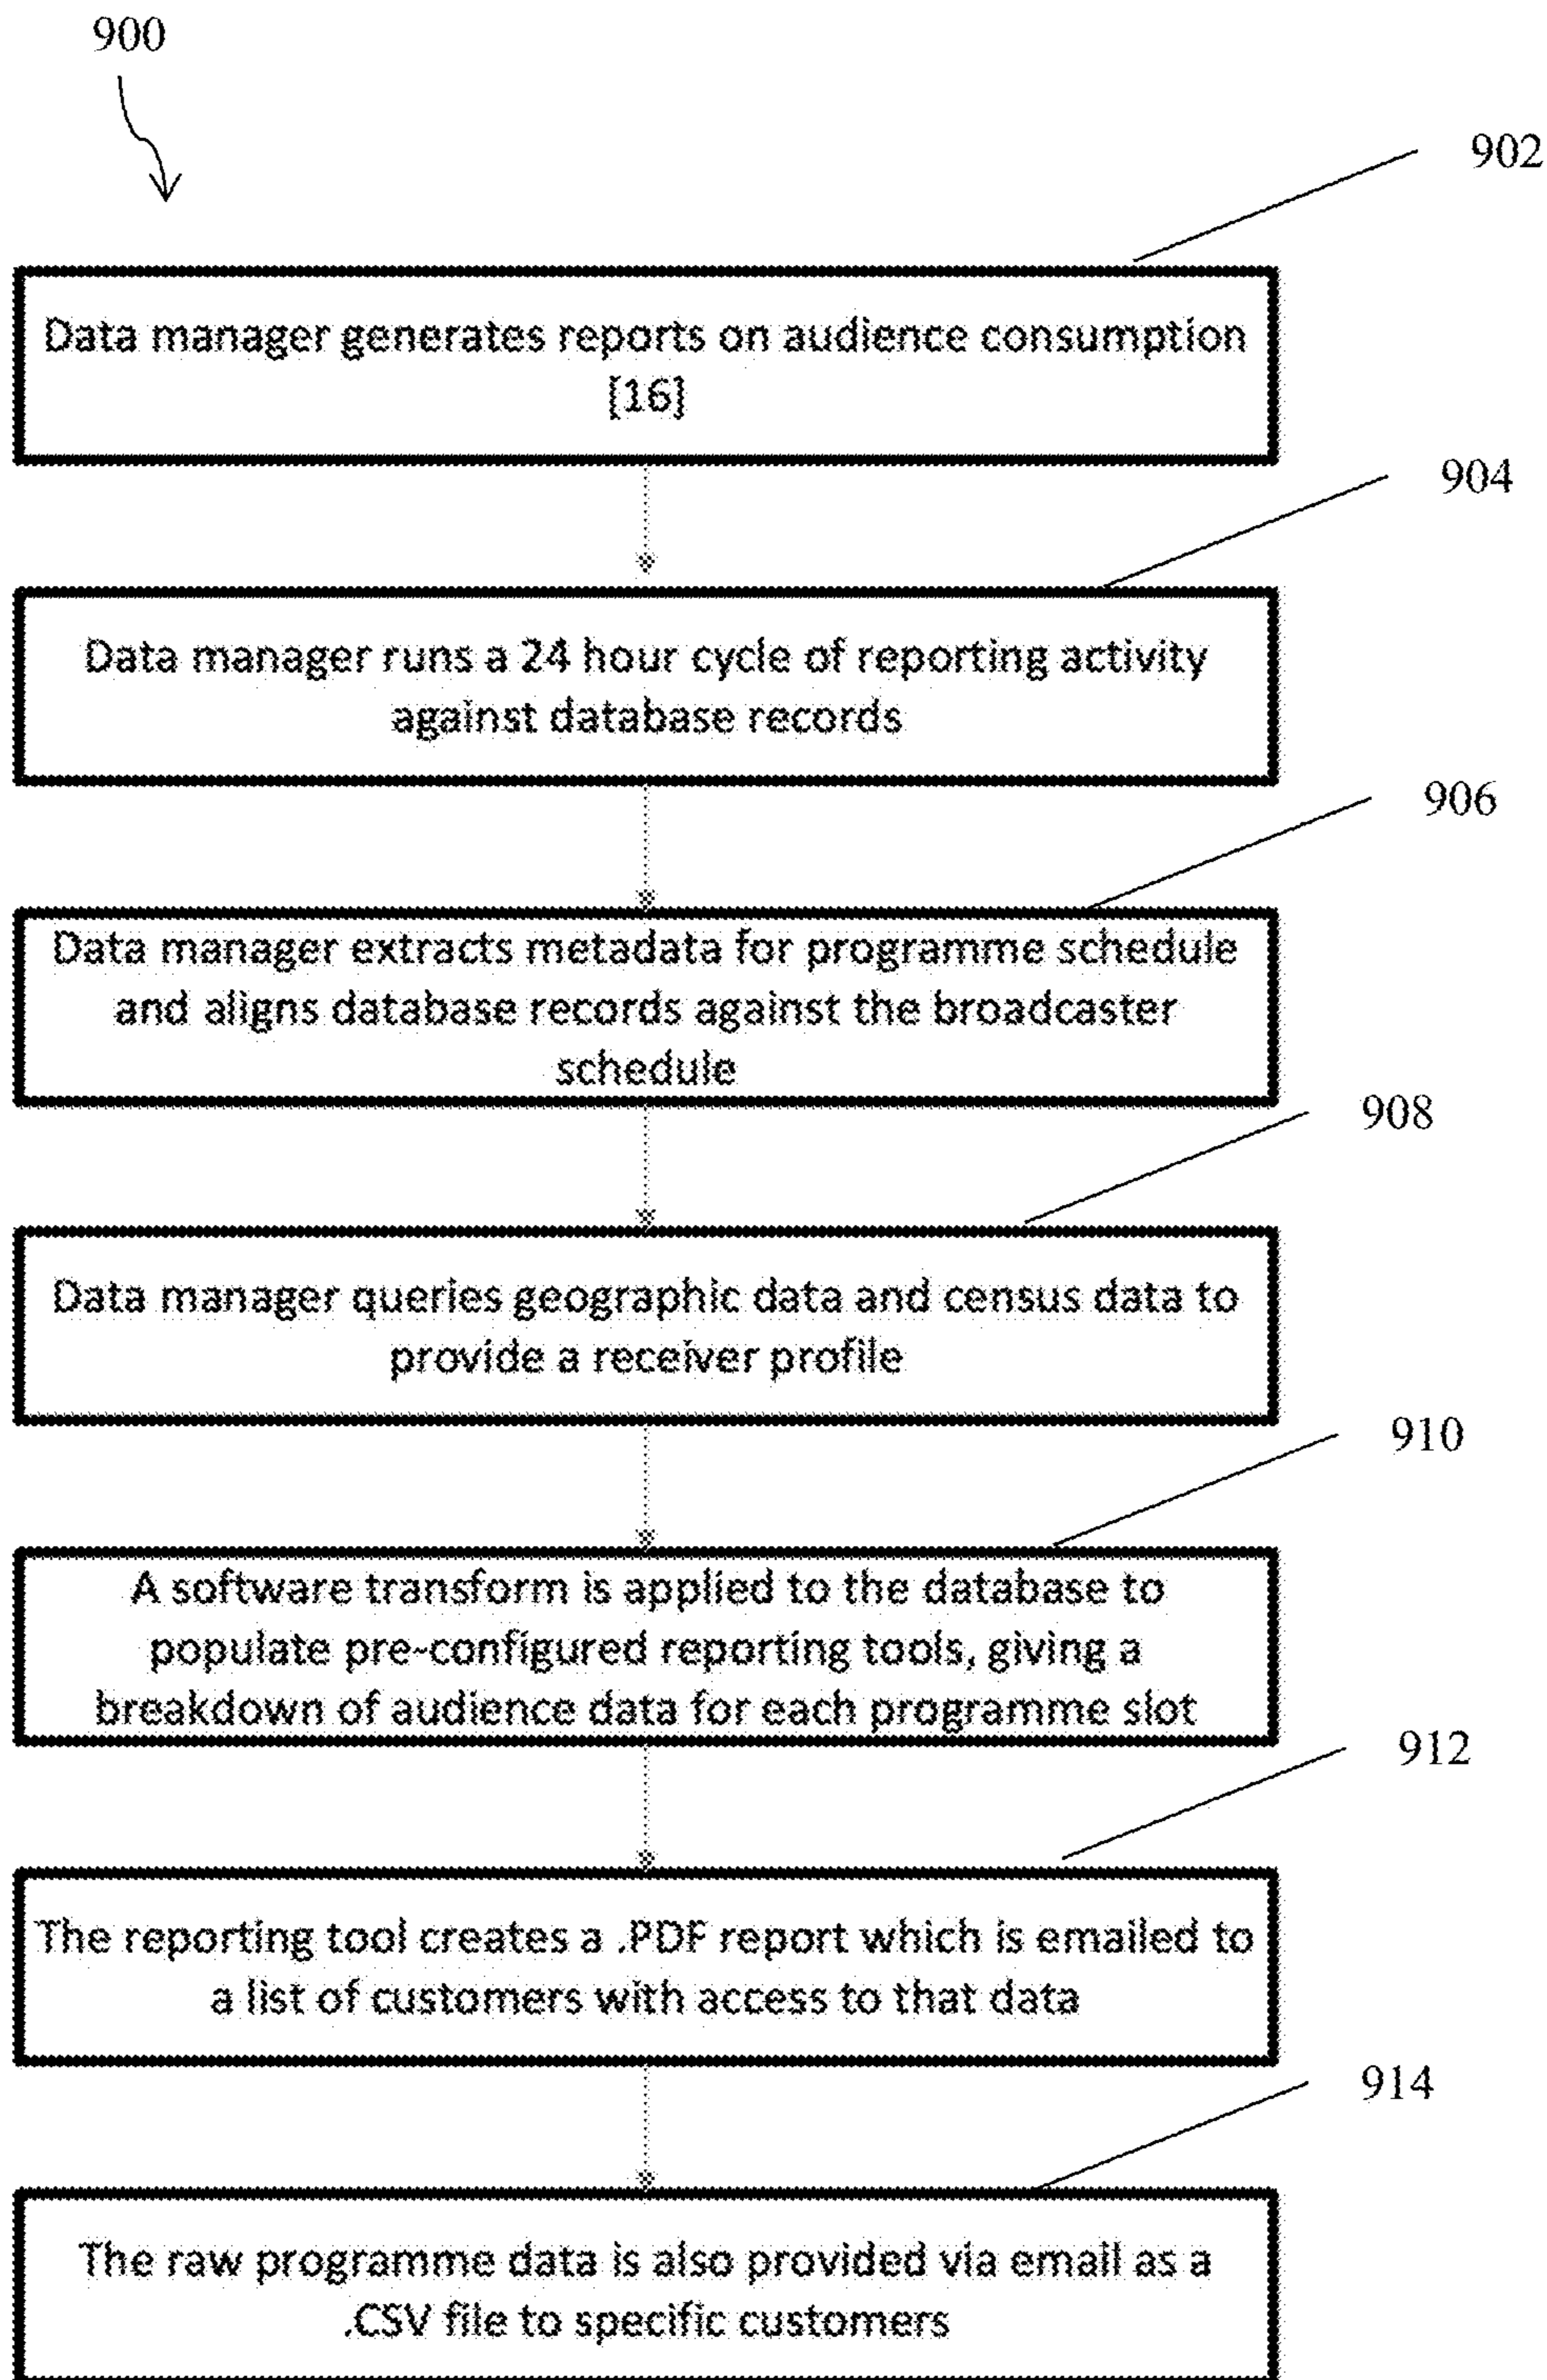 900
902
Data manager generates reports on audience consumption
[16]
904
Data manager runs a 24 hour cycle of reporting activity
against database records
906
Data manager extracts metadata for programme schedule
and aligns database records against the broadcaster
schedule
908
Data manager queries geographic data and census data to
provide a receiver profile
910
A software transform is applied to the database to
populate pre-configured reporting tools, giving a
breakdown of audience data for each programme slot
912
The reporting tool creates a .PDF report which is emailed to
a list of customers with access to that data
914
The raw programme data is also provided via email as a
.CSV file to specific customers